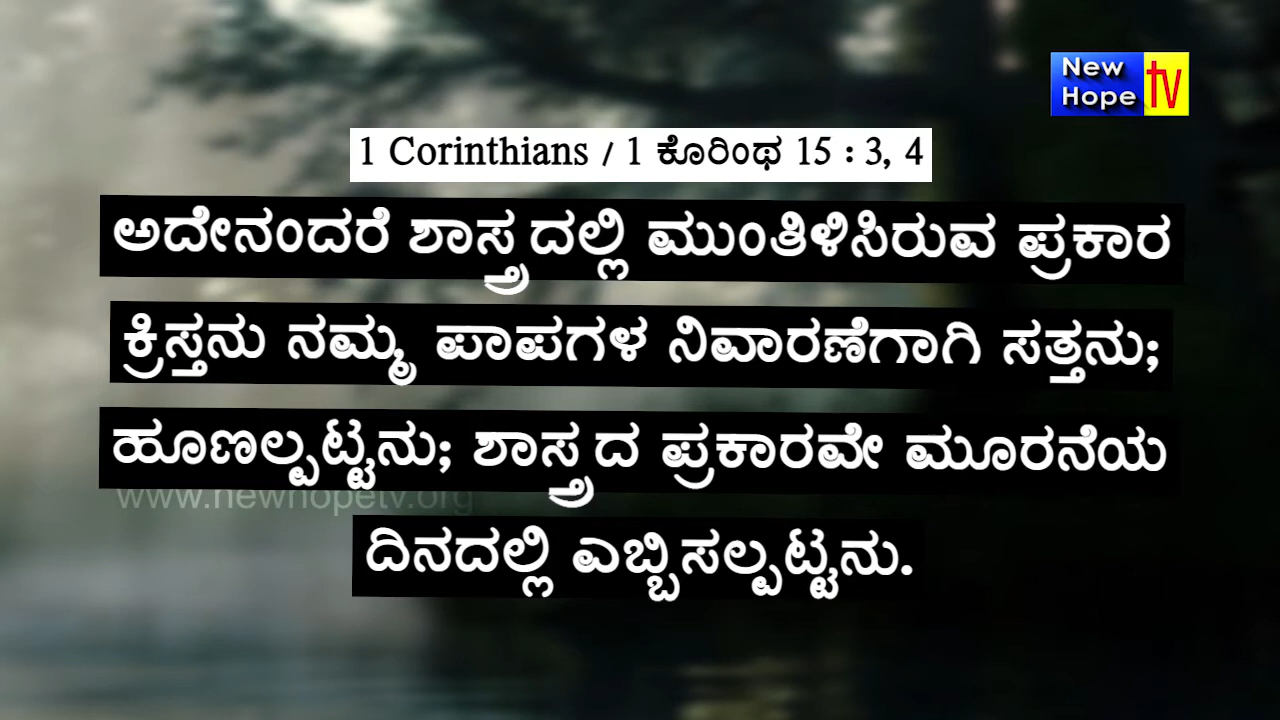 New
Hope tv
1 Corinthians / 1 ಕೊರಿಂಥ 15 : 3, 4
ಅದೇನಂದರೆ ಶಾಸ್ತ್ರದಲ್ಲಿ ಮುಂತಿಳಿಸಿರುವ ಪ್ರಕಾರ
ಕ್ರಿಸ್ತನು ನಮ್ಮ ಪಾಪಗಳ ನಿವಾರಣೆಗಾಗಿ ಸತ್ತನು;
ಹೂಣಲ್ಪಟ್ಟನು; ಶಾಸ್ತ್ರದ ಪ್ರಕಾರವೇ ಮೂರನೆಯ
www.newhopetv.org
ದಿನದಲ್ಲಿ ಎಬ್ಬಿಸಲ್ಪಟ್ಟನು.